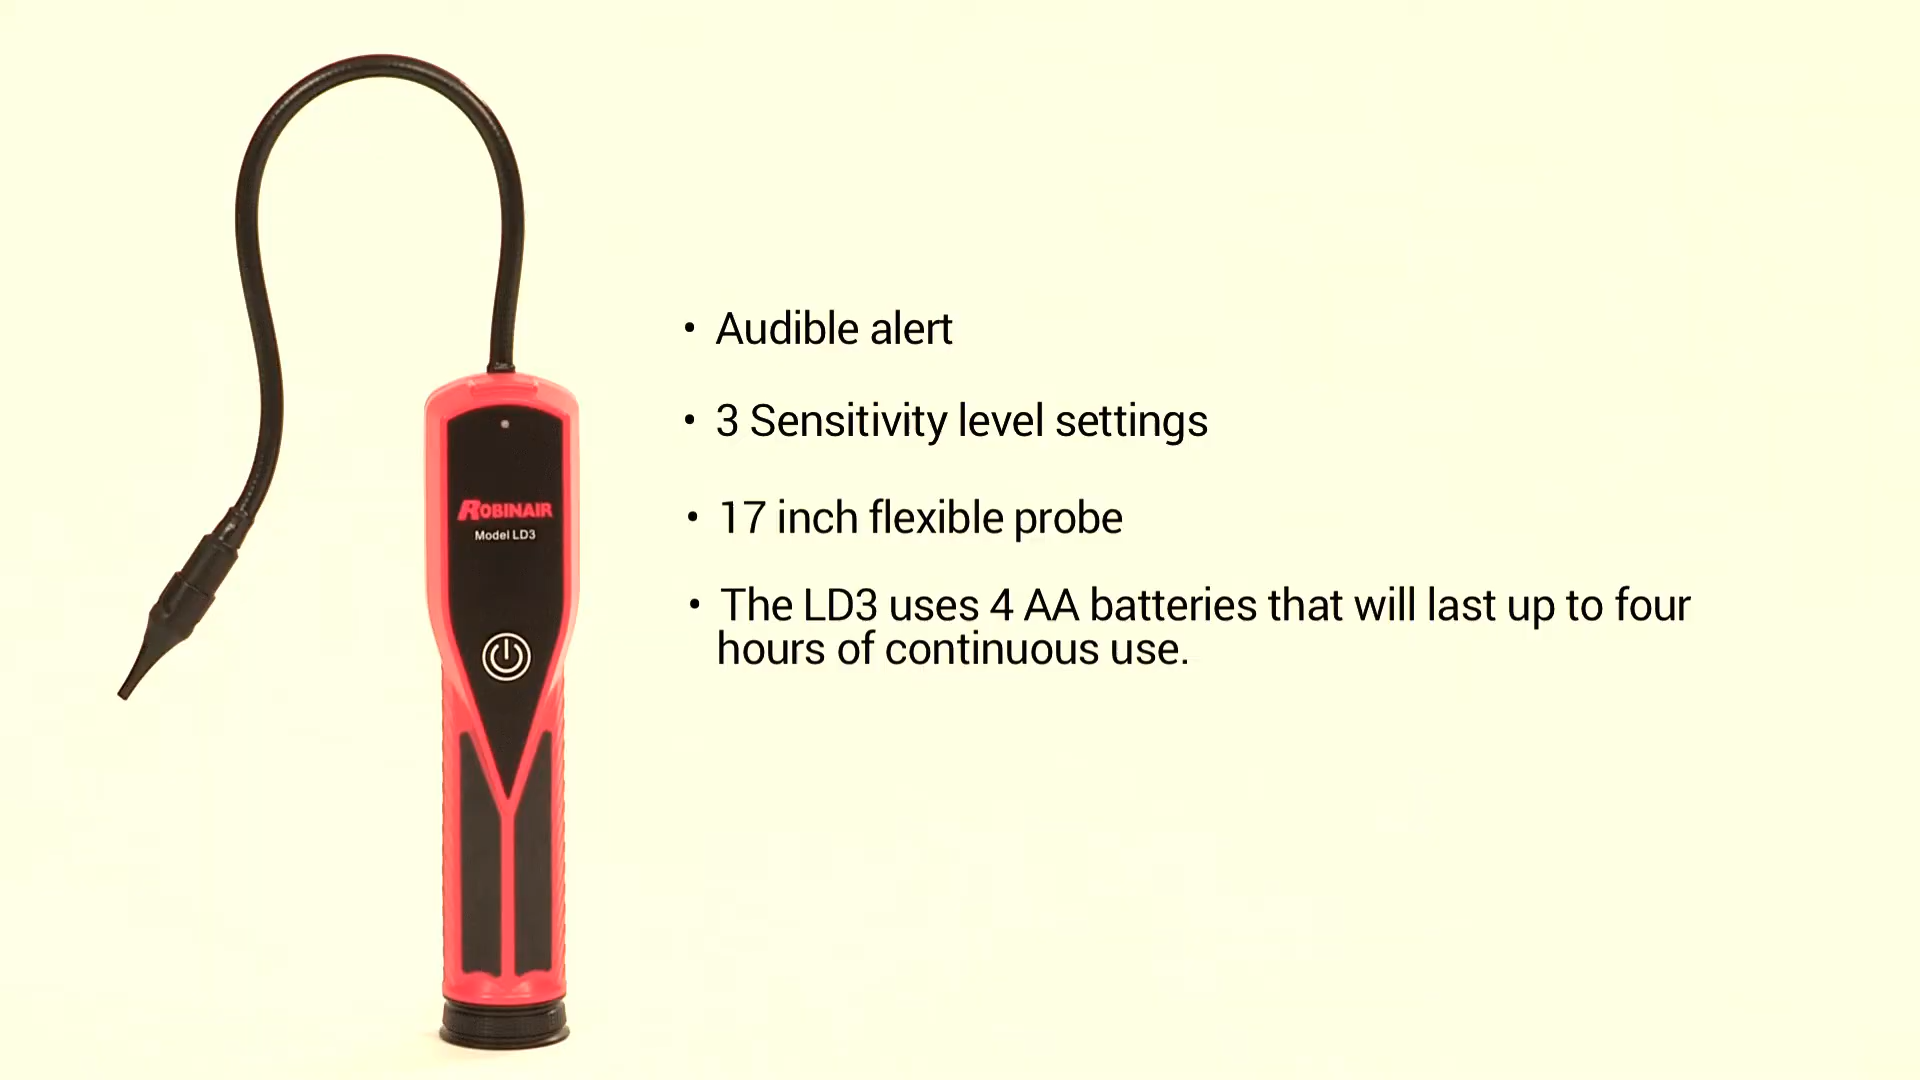 ROBINAIR
Model LD3
• Audible alert
• 3 Sensitivity level settings
• 17 inch flexible probe
• The LD3 uses 4 AA batteries that will last up to four
hours of continuous use.